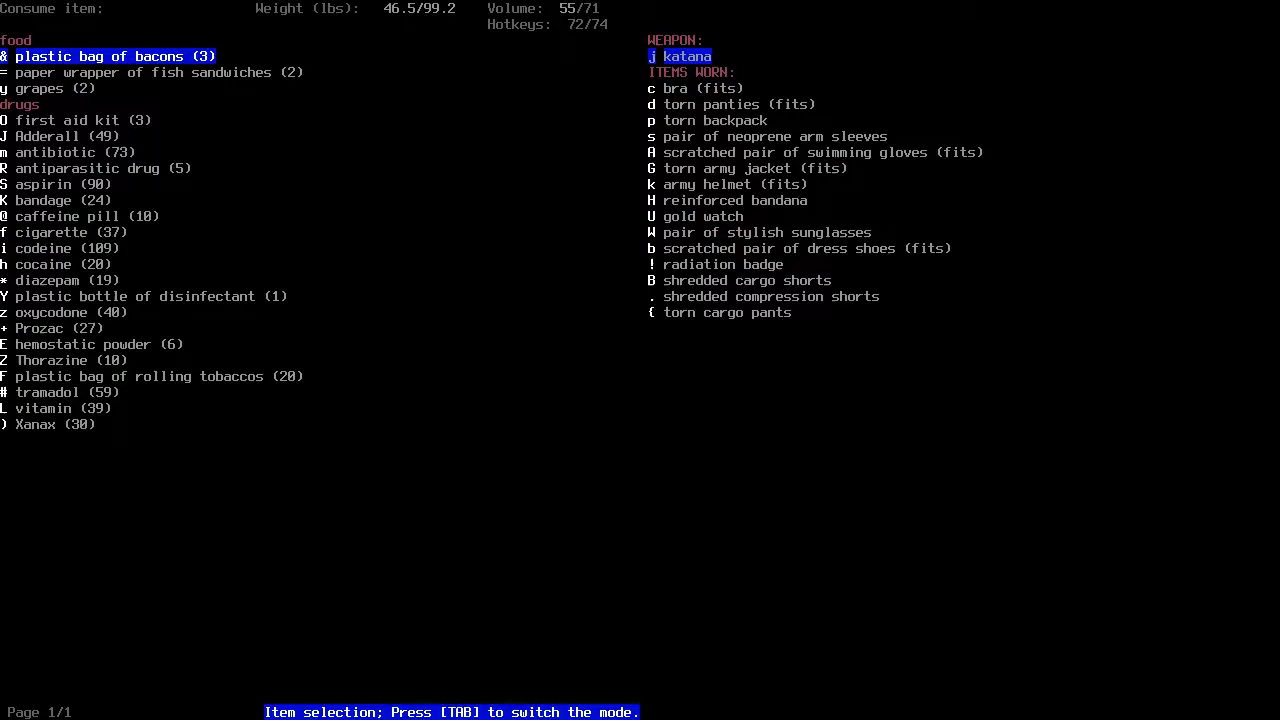 Consume item: Weight (lbs): 46.5/99.2 Volume: 55/71
Hotkeys: 72/74
food
& plastic bag of bacons (3)
= paper wrapper of fish sandwiches (2)
y grapes (2)
drugs
O first aid kit (3)
J Adderall (49)
m antibiotic (73)
R antiparasitic drug (5)
S aspirin (90)
K bandage (24)
@ caffeine pill (10)
f cigarette (37)
i codeine (109)
h cocaine (20)
* diazepam (19)
Y plastic bottle of disinfectant (1)
z oxycodone (40)
+ Prozac (27)
E hemostatic powder (6)
Z Thorazine (10)
F plastic bag of rolling tobaccos (20)
# tramadol (59)
L vitamin (39)
) Xanax (30)
WEAPON:
j katana
ITEMS WORN:
c bra (fits)
d torn panties (fits)
p torn backpack
s pair of neoprene arm sleeves
A scratched pair of swimming gloves (fits)
G torn army jacket (fits)
k army helmet (fits)
H reinforced bandana
U gold watch
W pair of stylish sunglasses
b scratched pair of dress shoes (fits)
! radiation badge
B shredded cargo shorts
. shredded compression shorts
{ torn cargo pants
Page 1/1 Item selection; Press [TAB] to switch the mode.